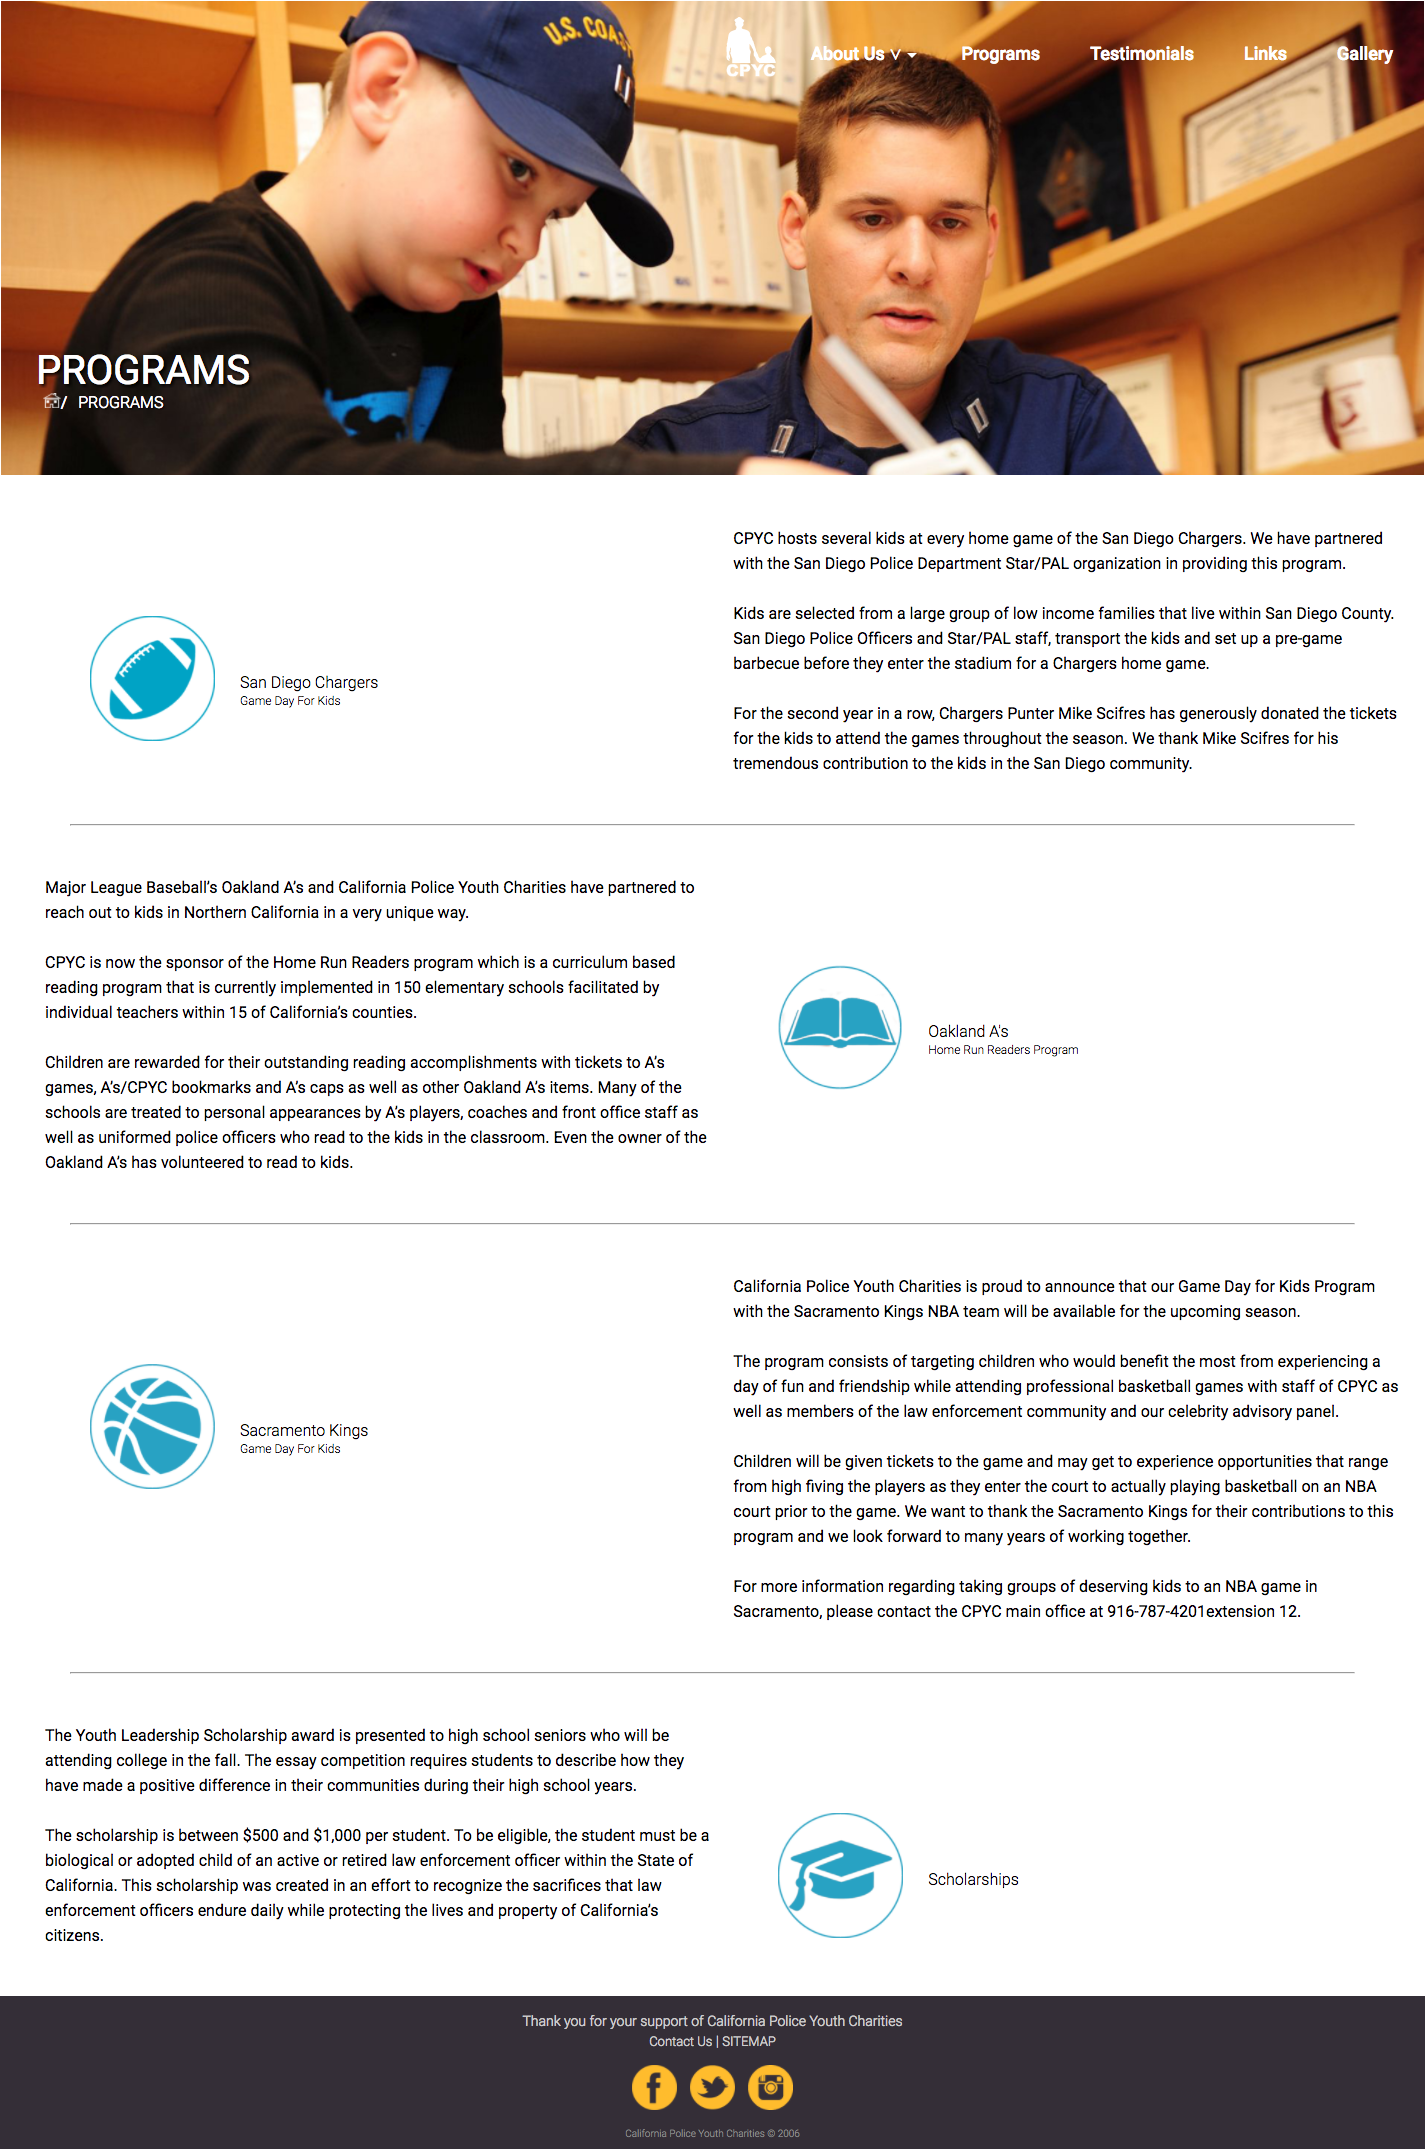 U.S. COAST
CPYC
About Us V
Programs
Testimonials
Links
Gallery
PROGRAMS
/ PROGRAMS
CPYC hosts several kids at every home game of the San Diego Chargers. We have partnered
with the San Diego Police Department Star/PAL organization in providing this program.
Kids are selected from a large group of low income families that live within San Diego County.
San Diego Police Officers and Star/PAL staff, transport the kids and set up a pre-game
barbecue before they enter the stadium for a Chargers home game.
For the second year in a row, Chargers Punter Mike Scifres has generously donated the tickets
for the kids to attend the games throughout the season. We thank Mike Scifres for his
tremendous contribution to the kids in the San Diego community.
San Diego Chargers
Game Day For Kids
Major League Baseball's Oakland A's and California Police Youth Charities have partnered to
reach out to kids in Northern California in a very unique way.
CPYC is now the sponsor of the Home Run Readers program which is a curriculum based
reading program that is currently implemented in 150 elementary schools facilitated by
individual teachers within 15 of California's counties.
Children are rewarded for their outstanding reading accomplishments with tickets to A's
games, A's/CPYC bookmarks and A's caps as well as other Oakland A's items. Many of the
schools are treated to personal appearances by A's players, coaches and front office staff as
well as uniformed police officers who read to the kids in the classroom. Even the owner of the
Oakland A's has volunteered to read to kids.
Oakland A's
Home Run Readers Program
California Police Youth Charities is proud to announce that our Game Day for Kids Program
with the Sacramento Kings NBA team will be available for the upcoming season.
The program consists of targeting children who would benefit the most from experiencing a
day of fun and friendship while attending professional basketball games with staff of CPYC as
well as members of the law enforcement community and our celebrity advisory panel.
Children will be given tickets to the game and may get to experience opportunities that range
from high fiving the players as they enter the court to actually playing basketball on an NBA
court prior to the game. We want to thank the Sacramento Kings for their contributions to this
program and we look forward to many years of working together.
For more information regarding taking groups of deserving kids to an NBA game in
Sacramento, please contact the CPYC main office at 916-787-4201extension 12.
Sacramento Kings
Game Day For Kids
The Youth Leadership Scholarship award is presented to high school seniors who will be
attending college in the fall. The essay competition requires students to describe how they
have made a positive difference in their communities during their high school years.
The scholarship is between $500 and $1,000 per student. To be eligible, the student must be a
biological or adopted child of an active or retired law enforcement officer within the State of
California. This scholarship was created in an effort to recognize the sacrifices that law
enforcement officers endure daily while protecting the lives and property of California's
citizens.
Scholarships
Thank you for your support of California Police Youth Charities
Contact Us | SITEMAP
California Police Youth Charities © 2006